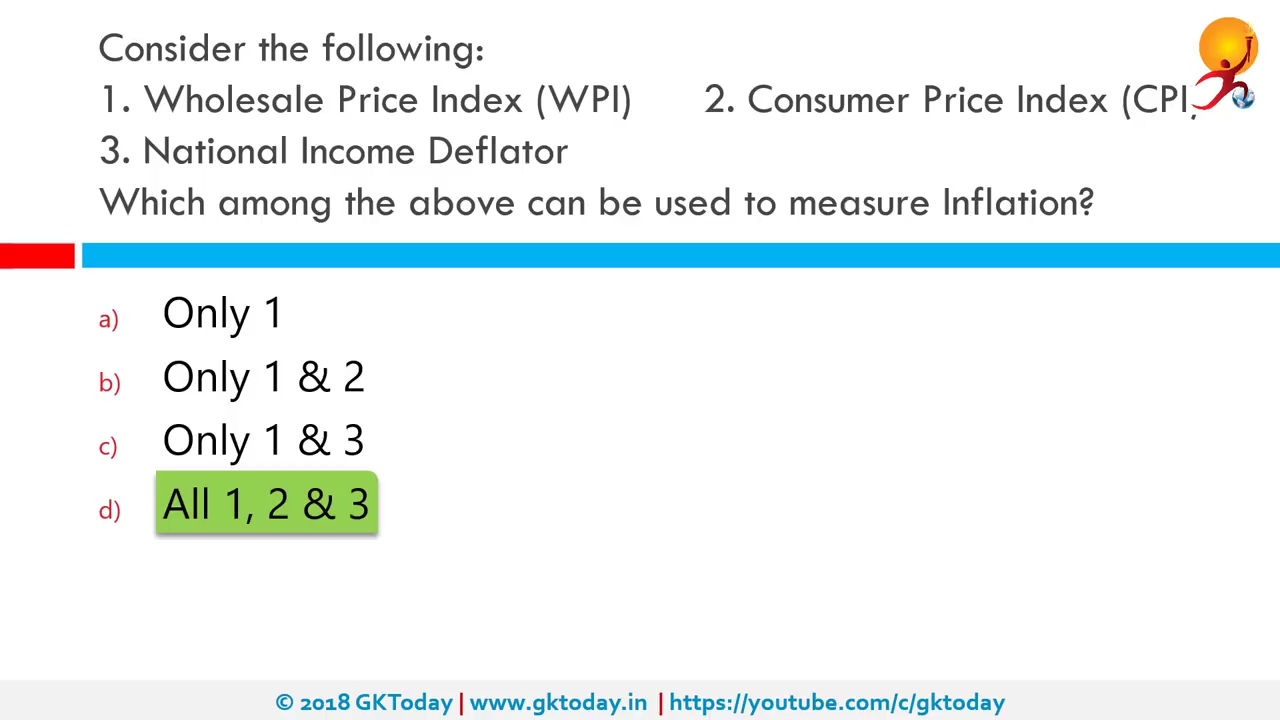 Consider the following:
1. Wholesale Price Index (WPI) 2. Consumer Price Index (CPI)
3. National Income Deflator
Which among the above can be used to measure Inflation?
a) Only 1
b) Only 1 & 2
c) Only 1 & 3
d) All 1, 2 & 3
© 2018 GKToday | www.gktoday.in | https://youtube.com/c/gktoday